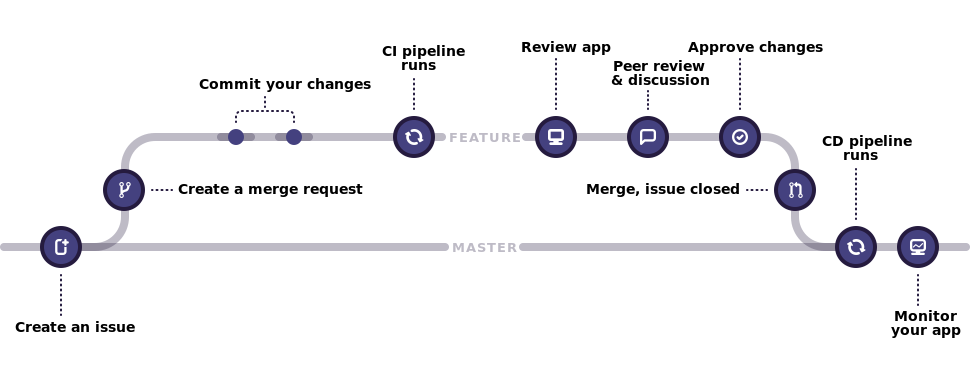 CI pipeline
runs
Review app
Approve changes
Peer review
& discussion
Commit your changes
FEATURE
CD pipeline
runs
Create a merge request
Merge, issue closed
MASTER
Create an issue
Monitor
your app